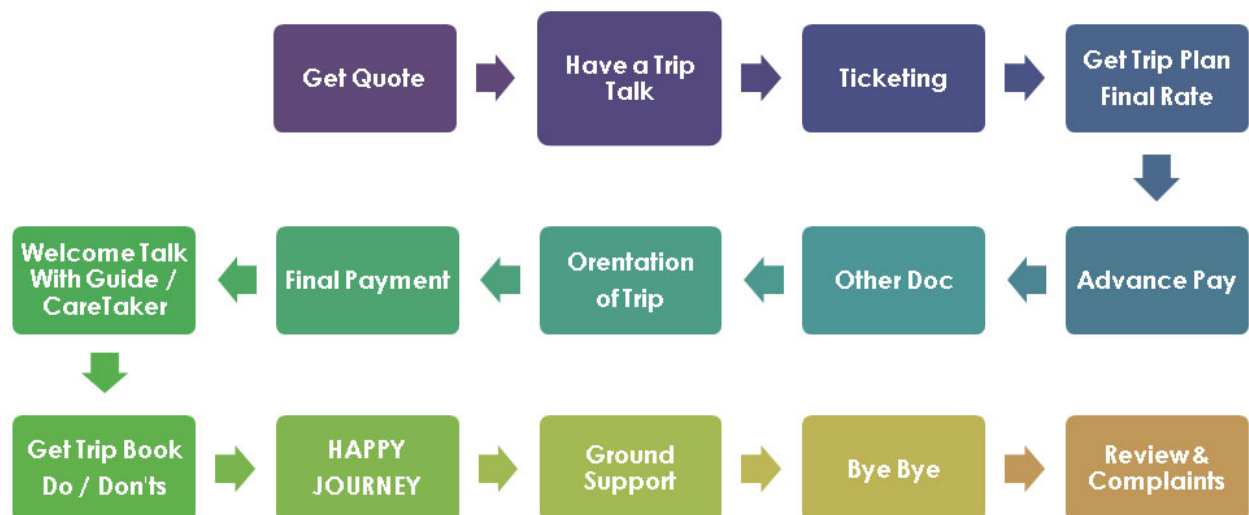 Get Quote
Have a Trip
Talk
Ticketing
Get Trip Plan
Final Rate
Advance Pay
Other Doc
Orentation
of Trip
Final Payment
Welcome Talk
With Guide /
CareTaker
Get Trip Book
Do / Don'ts
HAPPY
JOURNEY
Ground
Support
Bye Bye
Review &
Complaints